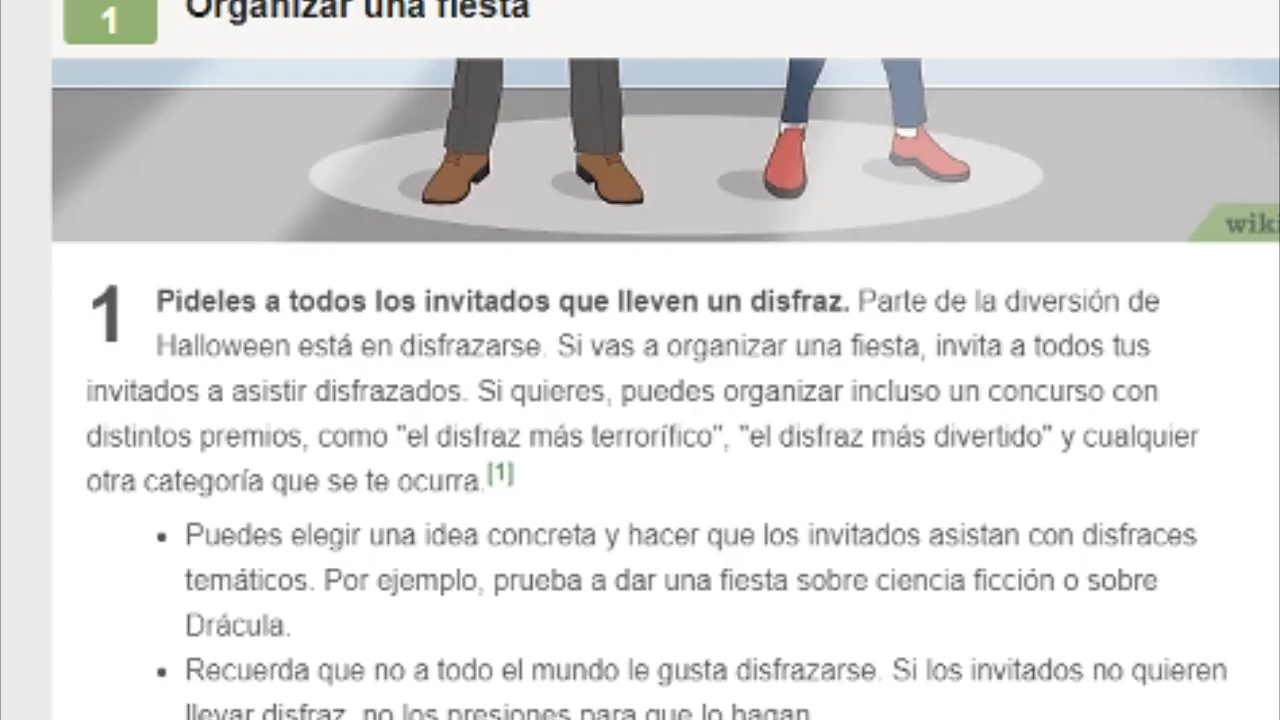 1
Organizar una fiesta
wiki
1
Pideles a todos los invitados que lleven un disfraz. Parte de la diversión de
Halloween está en disfrazarse. Si vas a organizar una fiesta, invita a todos tus
invitados a asistir disfrazados. Si quieres, puedes organizar incluso un concurso con
distintos premios, como "el disfraz más terrorífico", "el disfraz más divertido" y cualquier
otra categoría que se te ocurra.[1]
• Puedes elegir una idea concreta y hacer que los invitados asistan con disfraces
temáticos. Por ejemplo, prueba a dar una fiesta sobre ciencia ficción o sobre
Drácula.
• Recuerda que no a todo el mundo le gusta disfrazarse. Si los invitados no quieren
llevar disfraz, no los presiones para que lo hagan.